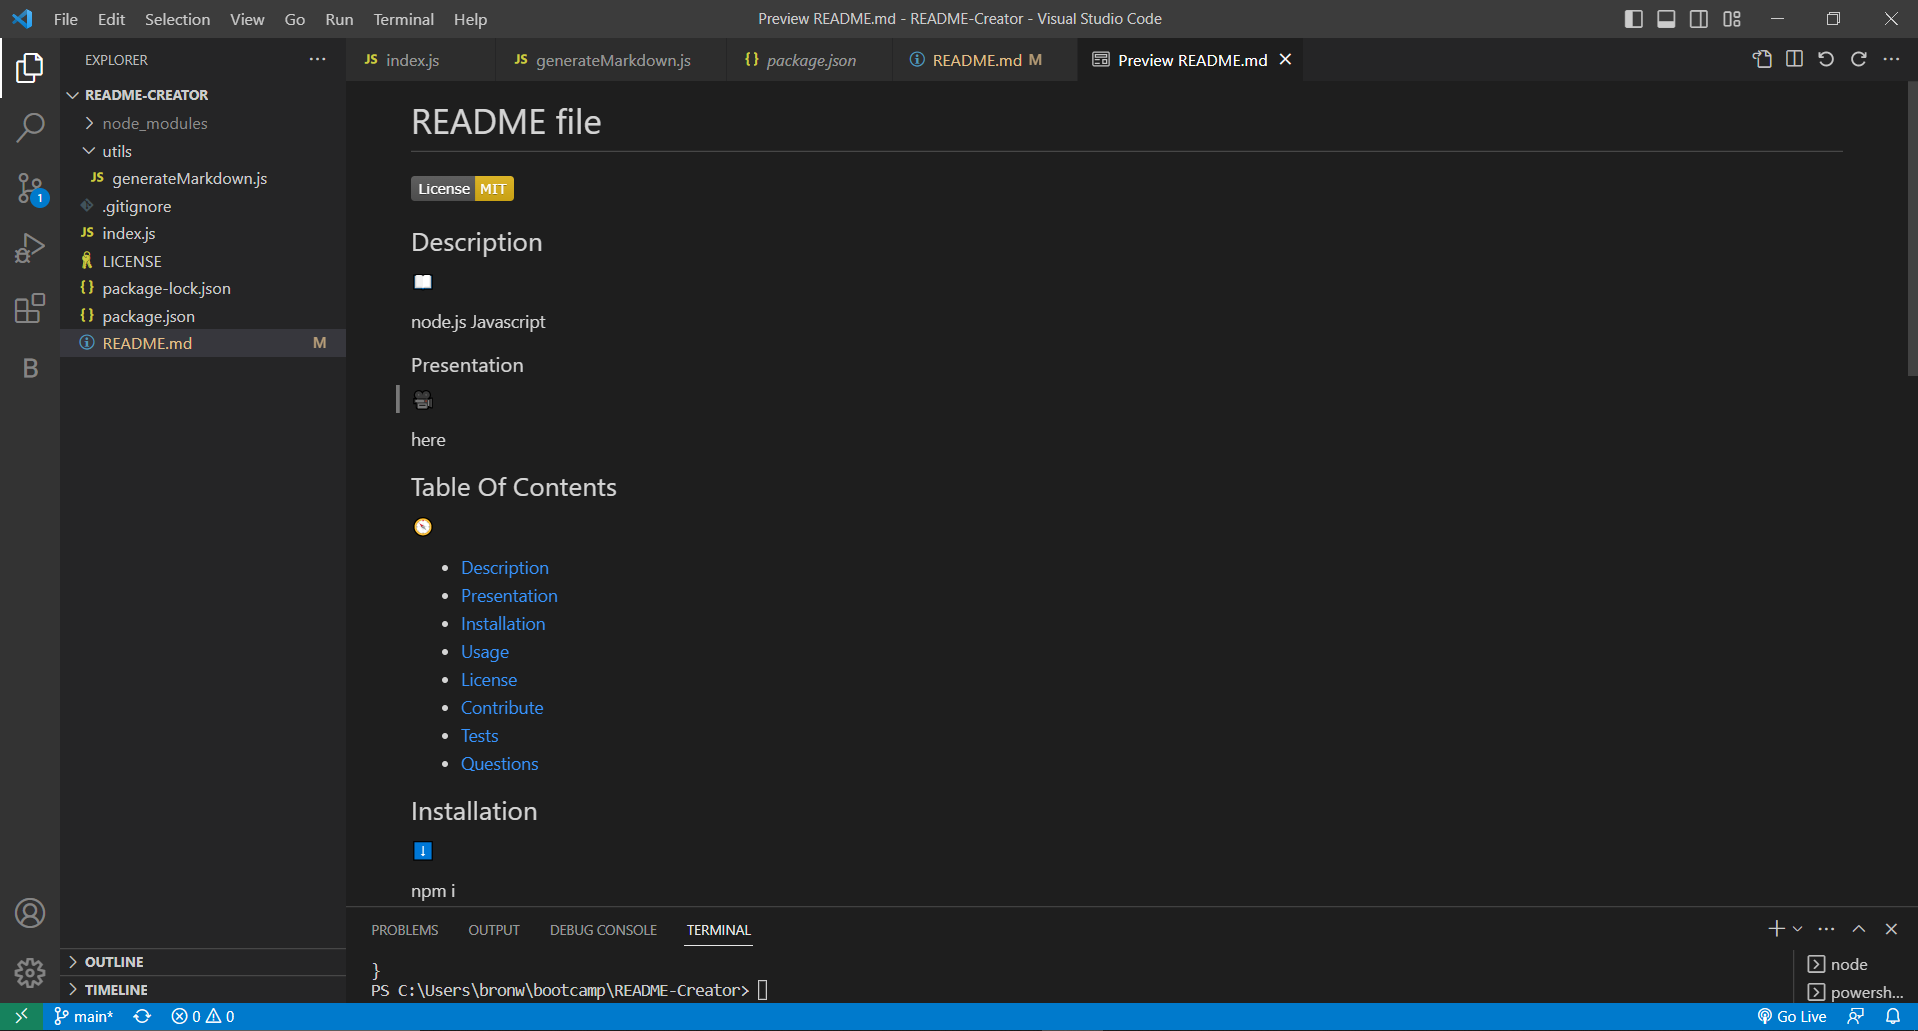 File Edit Selection View Go Run Terminal Help
Preview README.md - README-Creator - Visual Studio Code
EXPLORER
JS index.js
JS generateMarkdown.js
{} package.json
README.md M
Preview README.md
README-CREATOR
node_modules
utils
JS generateMarkdown.js
.gitignore
JS index.js
LICENSE
{} package-lock.json
{} package.json
README.md M
1
B
OUTLINE
TIMELINE
README file
License MIT
Description
node.js Javascript
Presentation
here
Table Of Contents
Description
Presentation
Installation
Usage
License
Contribute
Tests
Questions
Installation
npm i
PROBLEMS OUTPUT DEBUG CONSOLE TERMINAL
}
PS C:\Users\bronw\bootcamp\README-Creator>
node
powersh...
main* 0 0 Go Live